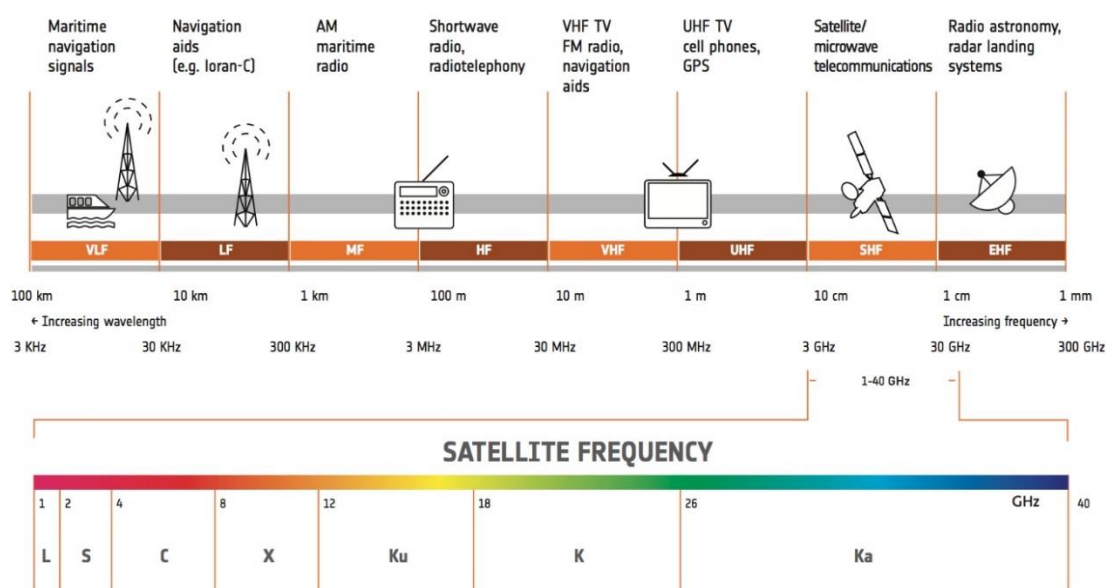 Maritime
navigation
signals
Navigation
aids
(e.g. loran-C)
AM
maritime
radio
Shortwave
radio,
radiotelephony
VHF TV
FM radio,
navigation
aids
UHF TV
cell phones,
GPS
Satellite/
microwave
telecommunications
Radio astronomy,
radar landing
systems
VLF LF MF HF VHF UHF SHF EHF
100 km 10 km 1 km 100 m 10 m 1 m 10 cm 1 cm 1 mm
← Increasing wavelength Increasing frequency →
3 KHz 30 KHz 300 KHz 3 MHz 30 MHz 300 MHz 3 GHz 30 GHz 300 GHz
1-40 GHz
SATELLITE FREQUENCY
1 2 4 8 12 18 26 GHz 40
L S C X Ku K Ka